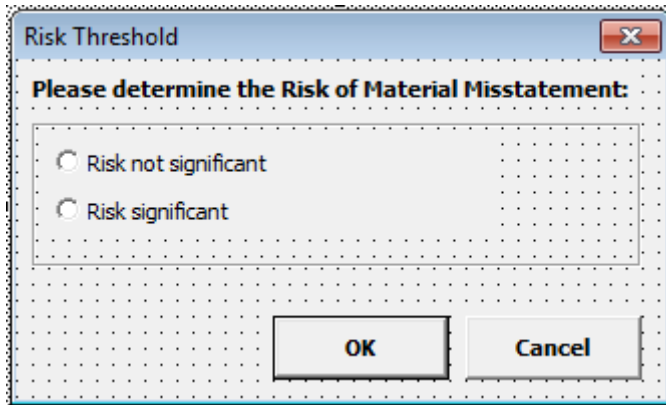 Risk Threshold
Please determine the Risk of Material Misstatement:
Risk not significant
Risk significant
OK
Cancel